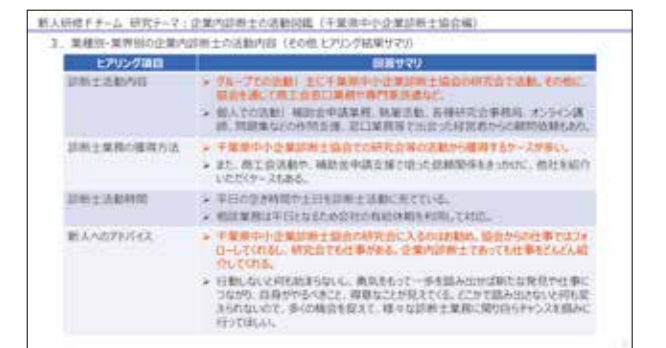 新人研修Fチーム 研究テーマ：企業内診断士の活動図鑑（千葉県中小企業診断士協会編）
3．業種別・業界別の企業内診断士の活動内容（その他 ヒアリング結果サマリ）
ヒアリング項目 回答サマリ
診断士活動内容
➢ グループでの活動）主に千葉県中小企業診断士協会の研究会で活動。その他に、
協会を通して商工会窓口業務や専門家派遣など。
➢ 個人での活動）補助金申請業務、執筆活動、各種研究会事務局、オンライン講
師、問題集などの作問支援、窓口業務等で出会った経営者からの顧問依頼もあり。
診断士業務の獲得方法
➢ 千葉県中小企業診断士協会での研究会等の活動から獲得するケースが多い。
➢ また、商工会活動や、補助金申請支援で培った信頼関係をきっかけに、他社を紹介
いただくケースもある。
診断士活動時間
➢ 平日の空き時間や土日を診断士活動に充てている。
➢ 相談業務は平日となるため会社の有給休暇を利用して対応。
新人へのアドバイス
➢ 千葉県中小企業診断士協会の研究会に入るのはお勧め。協会からの仕事ではフォ
ローしてくれるし、研究会でも仕事がある。企業内診断士であっても仕事をどんどん紹
介してくれる。
➢ 行動しないと何も始まらないし、勇気をもって一歩を踏み出せば新たな発見や仕事に
つながり、自身がやるべきこと、得意なことが見えてくる。どこかで踏み出さないと何も変
えられないので、多くの機会を捉えて、様々な診断士業務に関り自らチャンスを掴みに
行ってほしい。